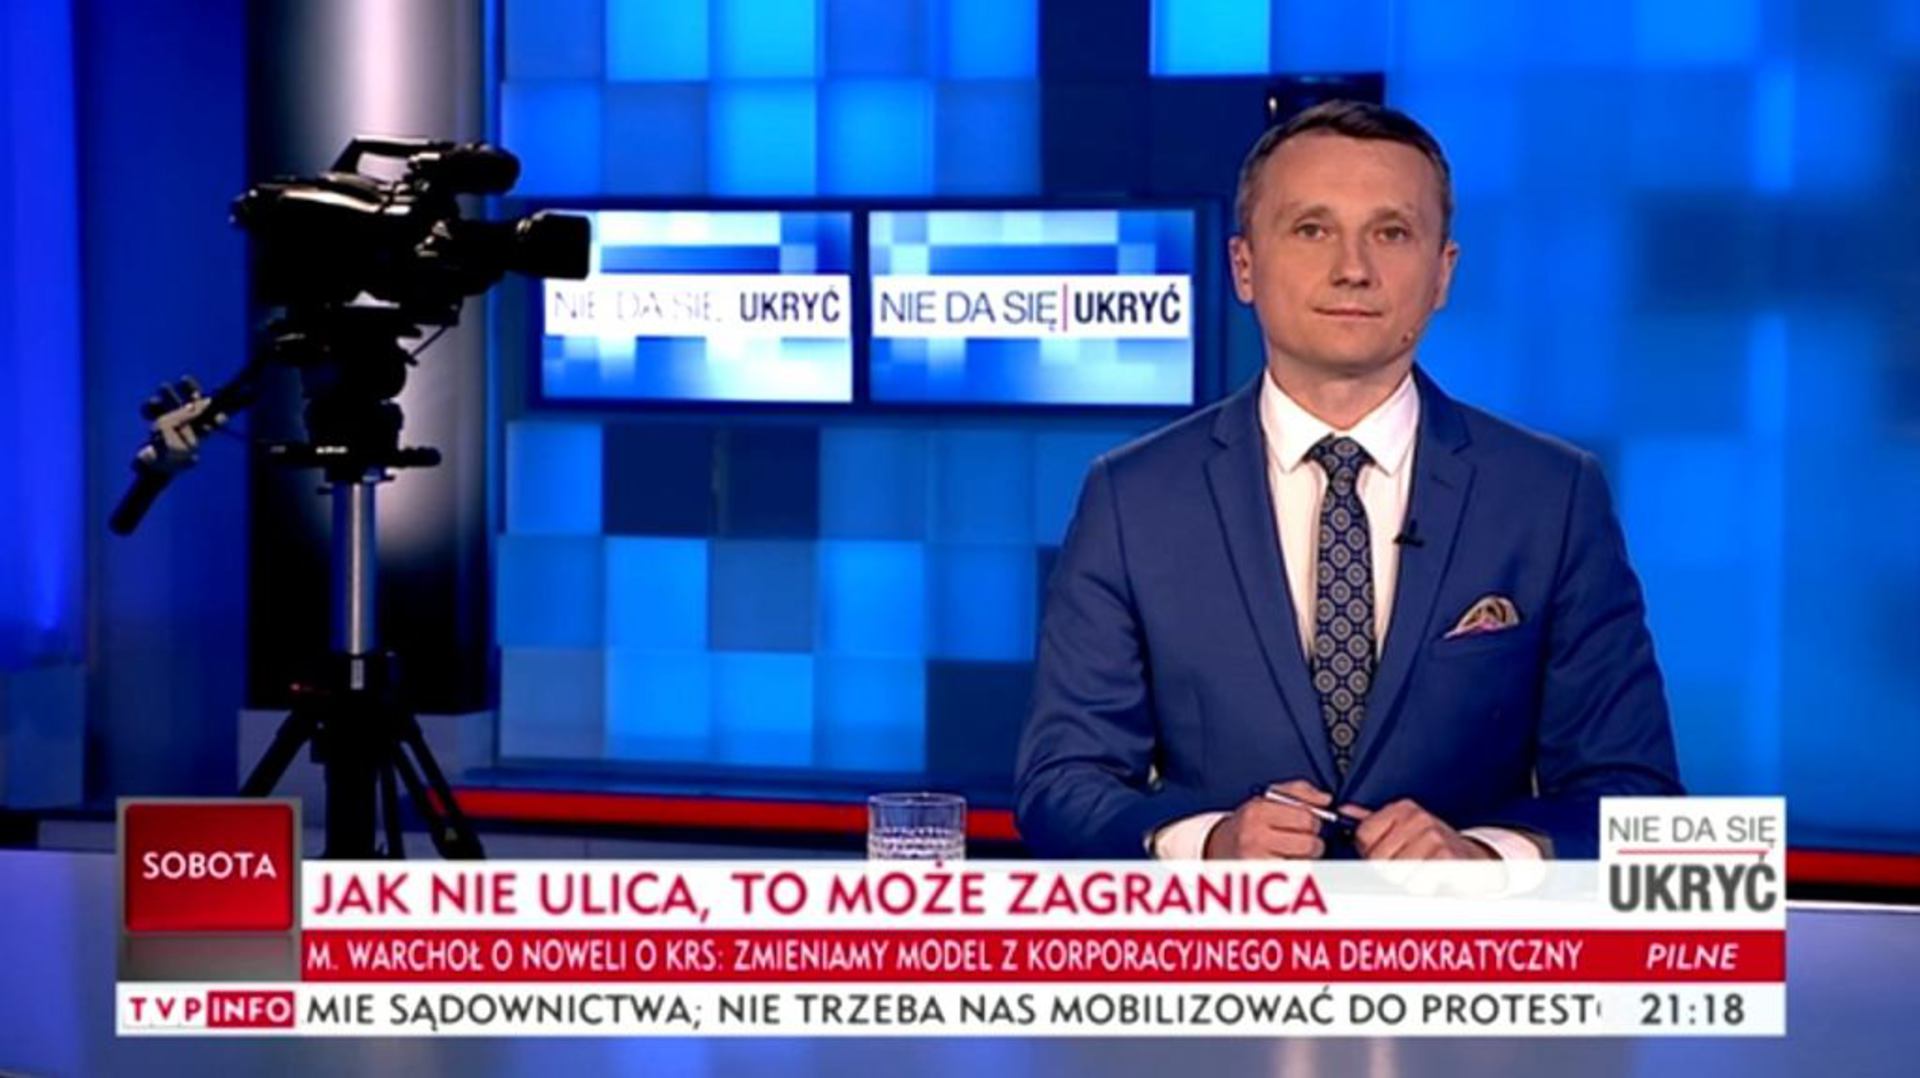 NIE DA SIĘ UKRYĆ
NIE DA SIĘ UKRYĆ
SOBOTA
JAK NIE ULICA, TO MOŻE ZAGRANICA
NIE DA SIĘ
UKRYĆ
M. WARCHOŁ O NOWELI O KRS: ZMIENIAMY MODEL Z KORPORACYJNEGO NA DEMOKRATYCZNY
PILNE
TVP INFO
MIE SĄDOWNICTWA; NIE TRZEBA NAS MOBILIZOWAĆ DO PROTEST
21:18